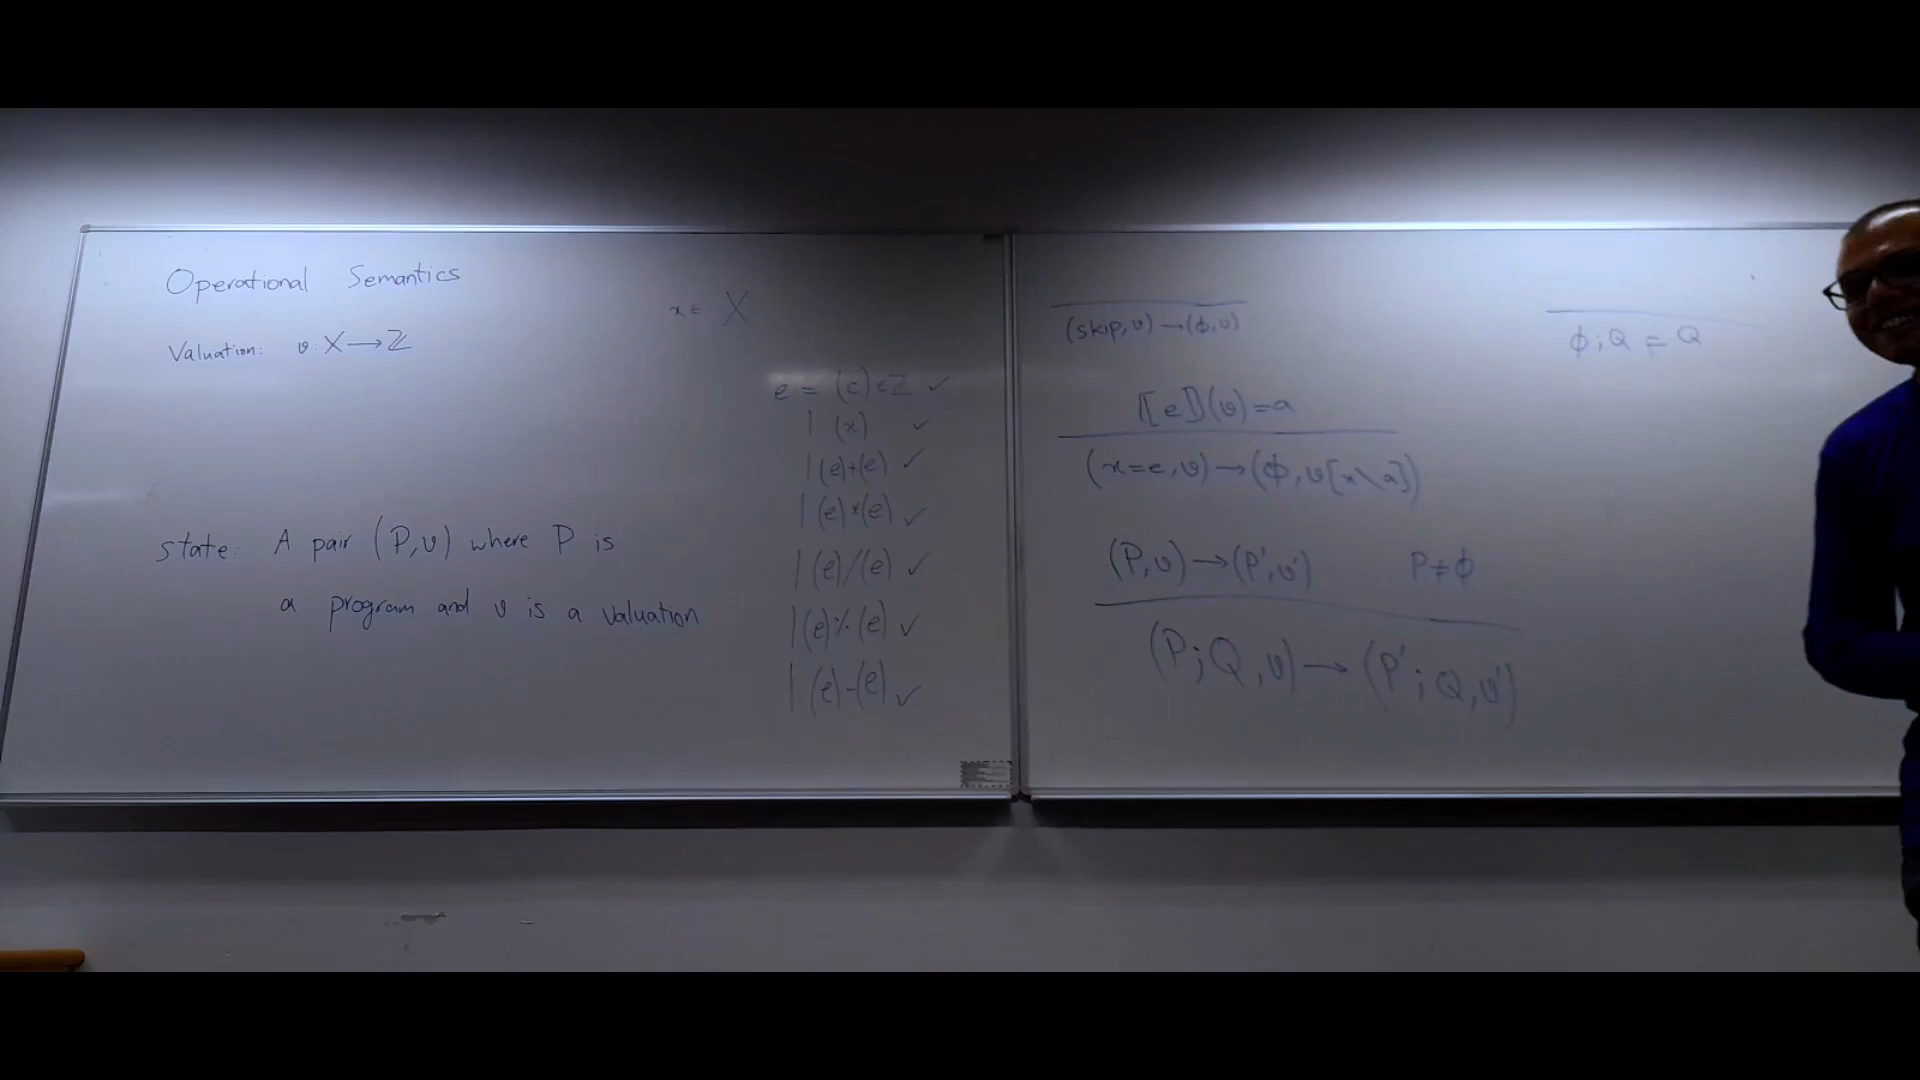 Operational Semantics
Valuation: v: X → ℤ
x ∈ X
e = (c) ∈ ℤ ✓
| (x) ✓
| (e)+(e) ✓
| (e)*(e) ✓
| (e)/(e) ✓
| (e)%(e) ✓
| (e)-(e) ✓
state: A pair (P, v) where P is
a program and v is a valuation
(skip, v) → (ϕ, v)
⟦e⟧(v)=a
(x=e, v) → (ϕ, v[x\a])
(P, v) → (P', v') P≠ϕ
(P;Q, v) → (P';Q, v')
ϕ;Q = Q